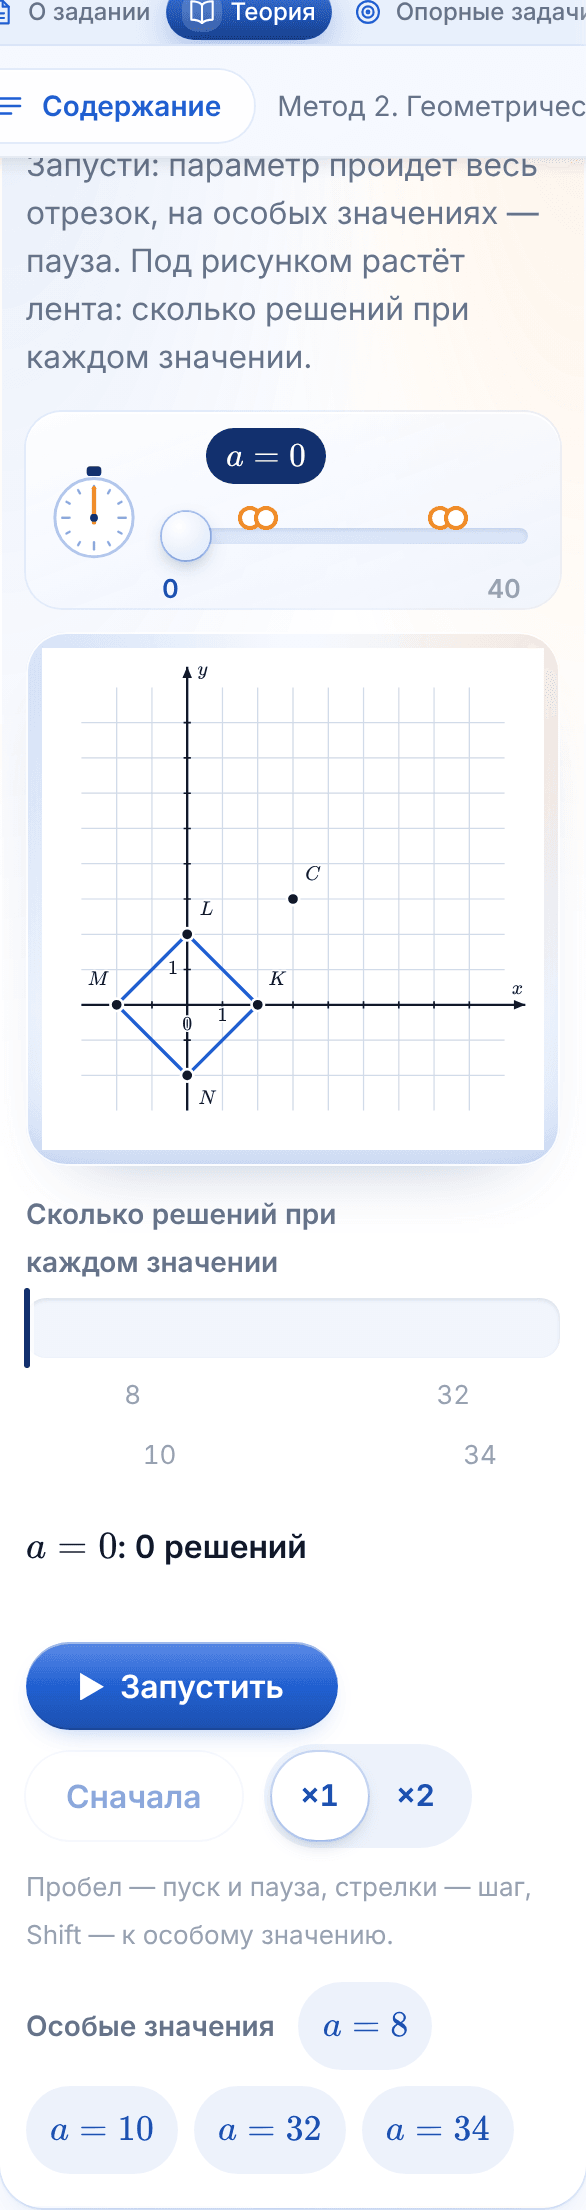 О задании Теория Опорные задачи
Содержание Метод 2. Геометричес
Запусти: параметр пройдёт весь
отрезок, на особых значениях —
пауза. Под рисунком растёт
лента: сколько решений при
каждом значении.
a = 0
0 40
y
C
L
1
M K
x
0 1
N
Сколько решений при
каждом значении
8 32
10 34
a = 0: 0 решений
Запустить
Сначала ×1 ×2
Пробел — пуск и пауза, стрелки — шаг,
Shift — к особому значению.
Особые значения a = 8
a = 10 a = 32 a = 34